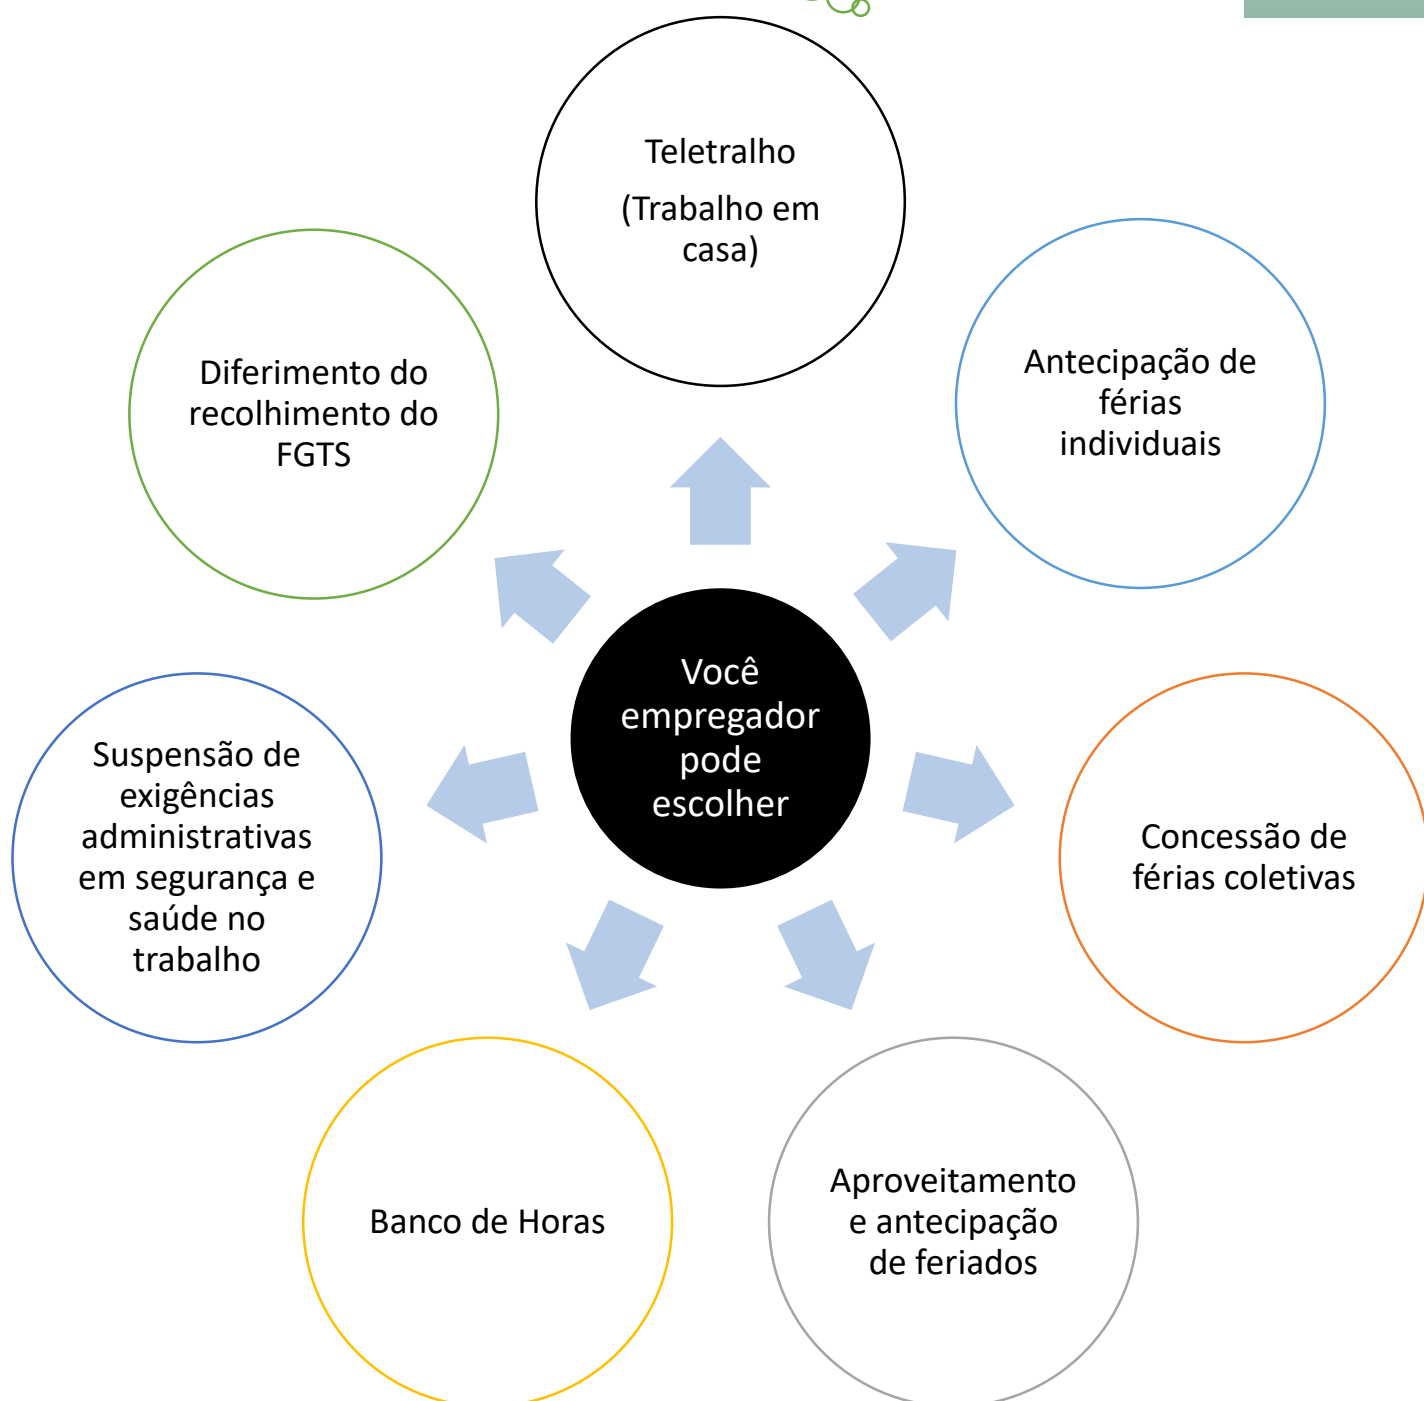 Teletralho
(Trabalho em
casa)
Antecipação de
férias
individuais
Concessão de
férias coletivas
Aproveitamento
e antecipação
de feriados
Banco de Horas
Suspensão de
exigências
administrativas
em segurança e
saúde no
trabalho
Diferimento do
recolhimento do
FGTS
Você
empregador
pode
escolher